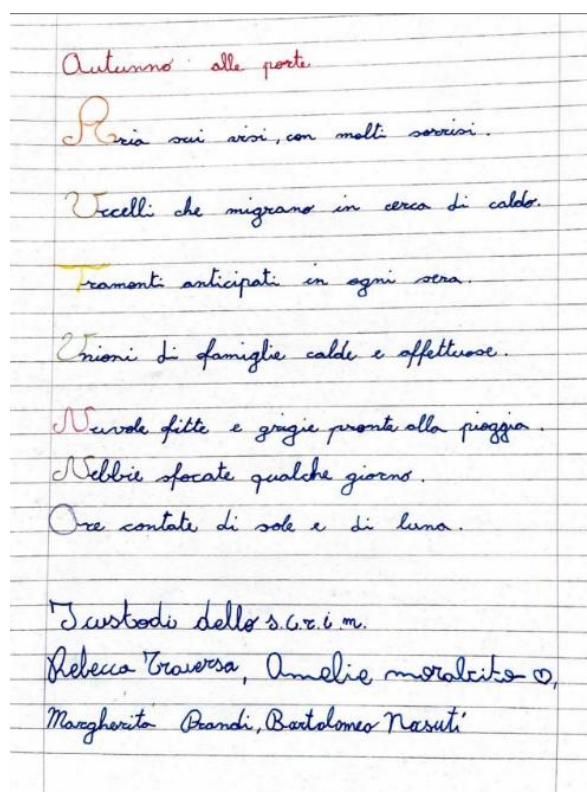 Autunno alle porte
Aria sui visi, con molti sorrisi.
Uccelli che migrano in cerca di caldo.
Tramonti anticipati in ogni sera.
Unioni di famiglie calde e affettuose.
Nuvole fitte e grigie pronte alla pioggia.
Nebbie sfocate qualche giorno.
Ore contate di sole e di luna.
I custodi dello s.c.r.i.m.
Rebecca Traversa, Amelie
Margherita Prandi, Bartolomeo Nasuti